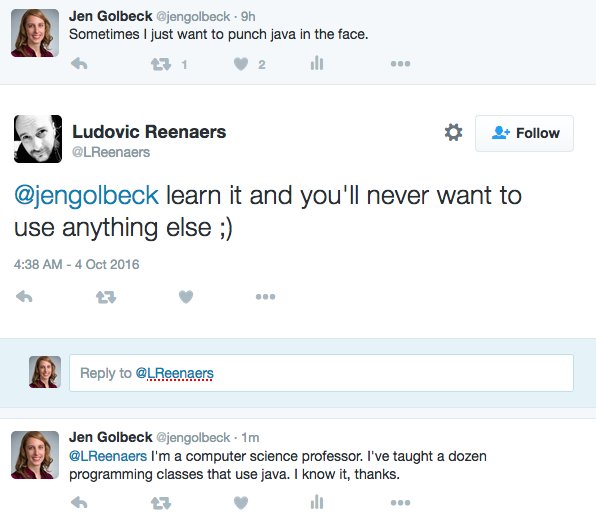 Jen Golbeck @jengolbeck · 9h
Sometimes I just want to punch java in the face.
1 2
Ludovic Reenaers
@LReenaers
Follow
@jengolbeck learn it and you'll never want to
use anything else ;)
4:38 AM - 4 Oct 2016
Reply to @LReenaers
Jen Golbeck @jengolbeck · 1m
@LReenaers I'm a computer science professor. I've taught a dozen
programming classes that use java. I know it, thanks.